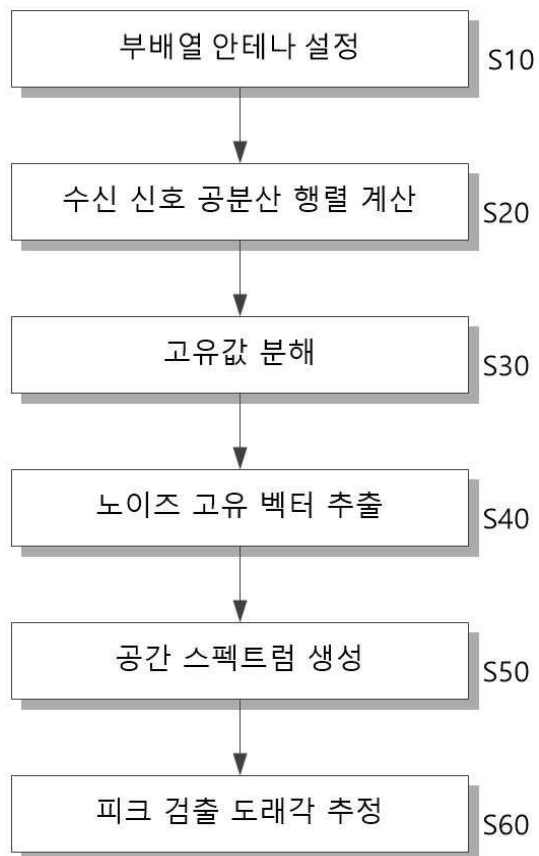 부배열 안테나 설정
S10
수신 신호 공분산 행렬 계산
S20
고유값 분해
S30
노이즈 고유 벡터 추출
S40
공간 스펙트럼 생성
S50
피크 검출 도래각 추정
S60